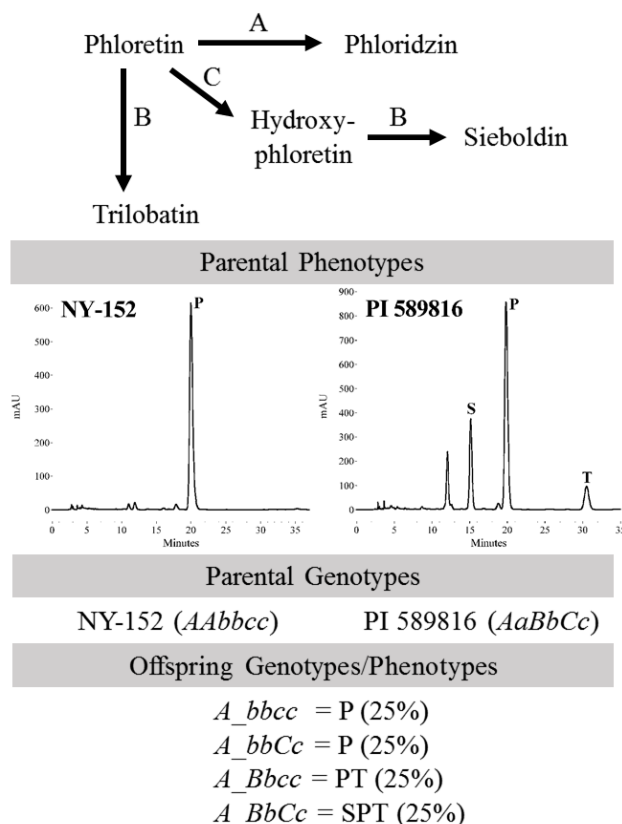 A
Phloretin
Phloridzin
C
B
Hydroxy-
phloretin
B
Sieboldin
Trilobatin
Parental Phenotypes
NY-152
P
600
500
400
300
200
100
0
mAU
0 5 10 15 20 25 30 35
Minutes
PI 589816
P
S
T
900
800
700
600
500
400
300
200
100
0
mAU
0 5 10 15 20 25 30 35
Minutes
Parental Genotypes
NY-152 (AAbbcc) PI 589816 (AaBbCc)
Offspring Genotypes/Phenotypes
A_bbcc = P (25%)
A_bbCc = P (25%)
A_Bbcc = PT (25%)
A_BbCc = SPT (25%)